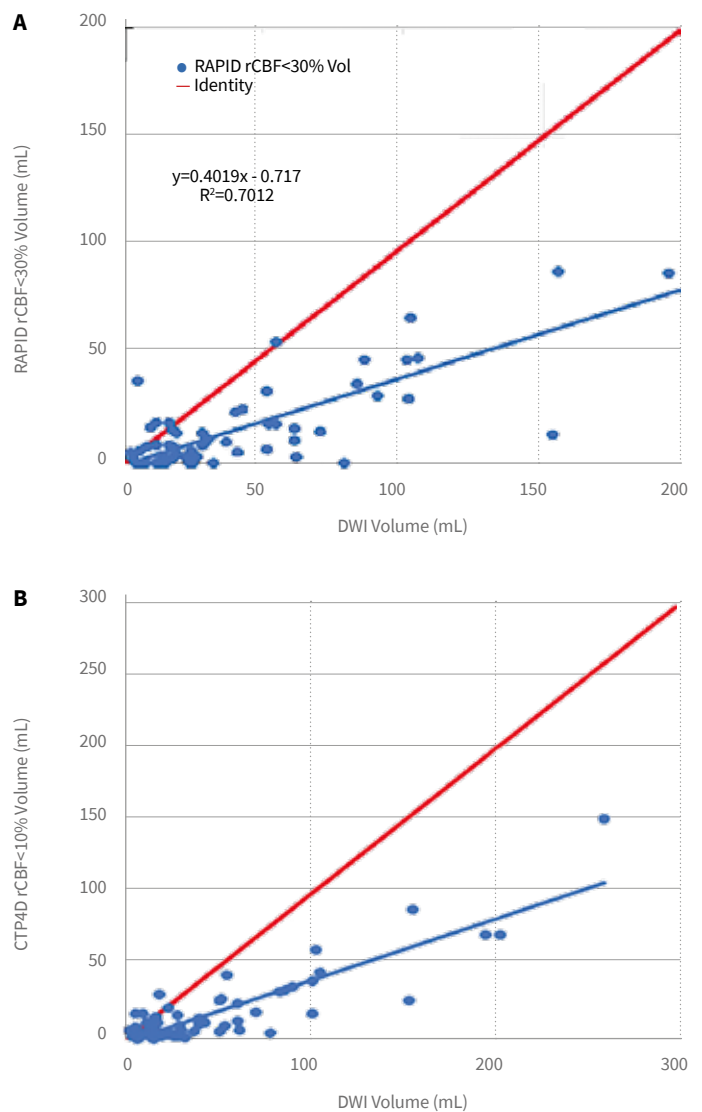 A
200
150
100
50
0
RAPID rCBF<30% Volume (mL)
RAPID rCBF<30% Vol
Identity
y=0.4019x - 0.717
R²=0.7012
0 50 100 150 200
DWI Volume (mL)
B
300
250
200
150
100
50
0
CTP4D rCBF<10% Volume (mL)
0 100 200 300
DWI Volume (mL)